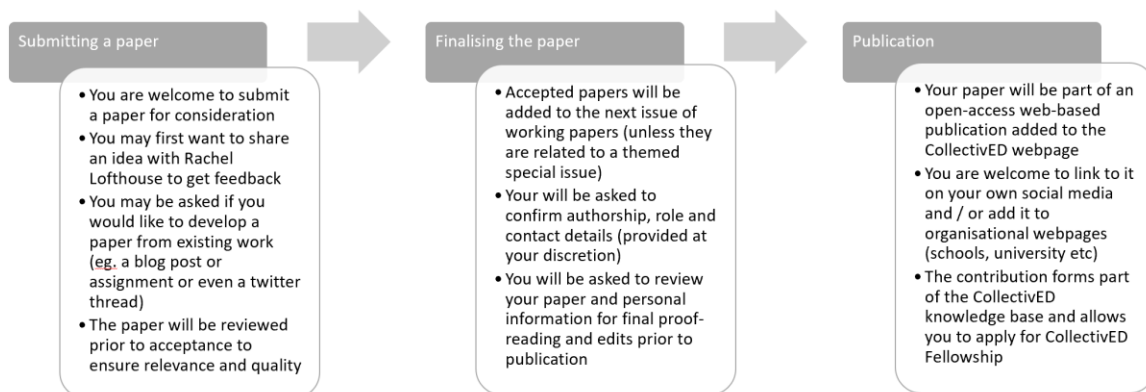 Submitting a paper
• You are welcome to submit
a paper for consideration
• You may first want to share
an idea with Rachel
Lofthouse to get feedback
• You may be asked if you
would like to develop a
paper from existing work
(eg. a blog post or
assignment or even a twitter
thread)
• The paper will be reviewed
prior to acceptance to
ensure relevance and quality
Finalising the paper
• Accepted papers will be
added to the next issue of
working papers (unless they
are related to a themed
special issue)
• Your will be asked to
confirm authorship, role and
contact details (provided at
your discretion)
• You will be asked to review
your paper and personal
information for final proof-
reading and edits prior to
publication
Publication
• Your paper will be part of an
open-access web-based
publication added to the
CollectivED webpage
• You are welcome to link to it
on your own social media
and / or add it to
organisational webpages
(schools, university etc)
• The contribution forms part
of the CollectivED
knowledge base and allows
you to apply for CollectivED
Fellowship